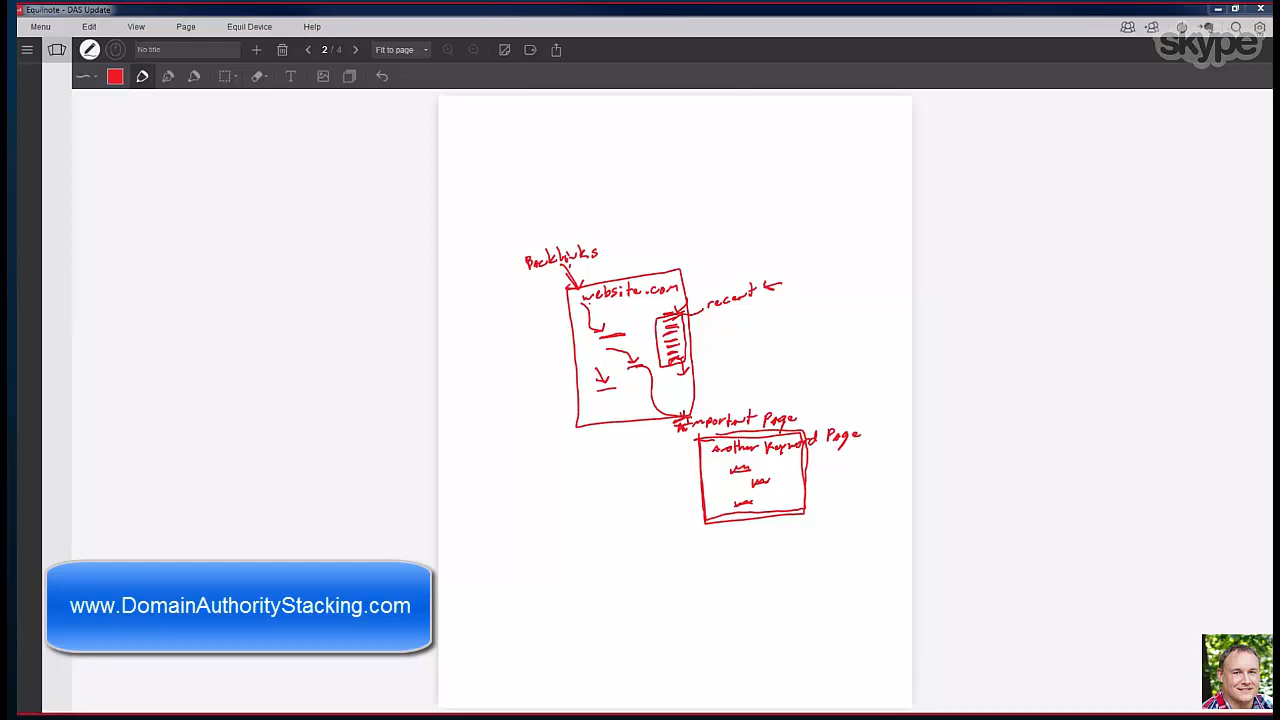 Equilnote - DAS Update
Menu Edit View Page Equil Device Help
skype
No title 2 / 4 Fit to page
Backlinks
website.com
recent
Important Page
Another Keyword Page
www.DomainAuthorityStacking.com